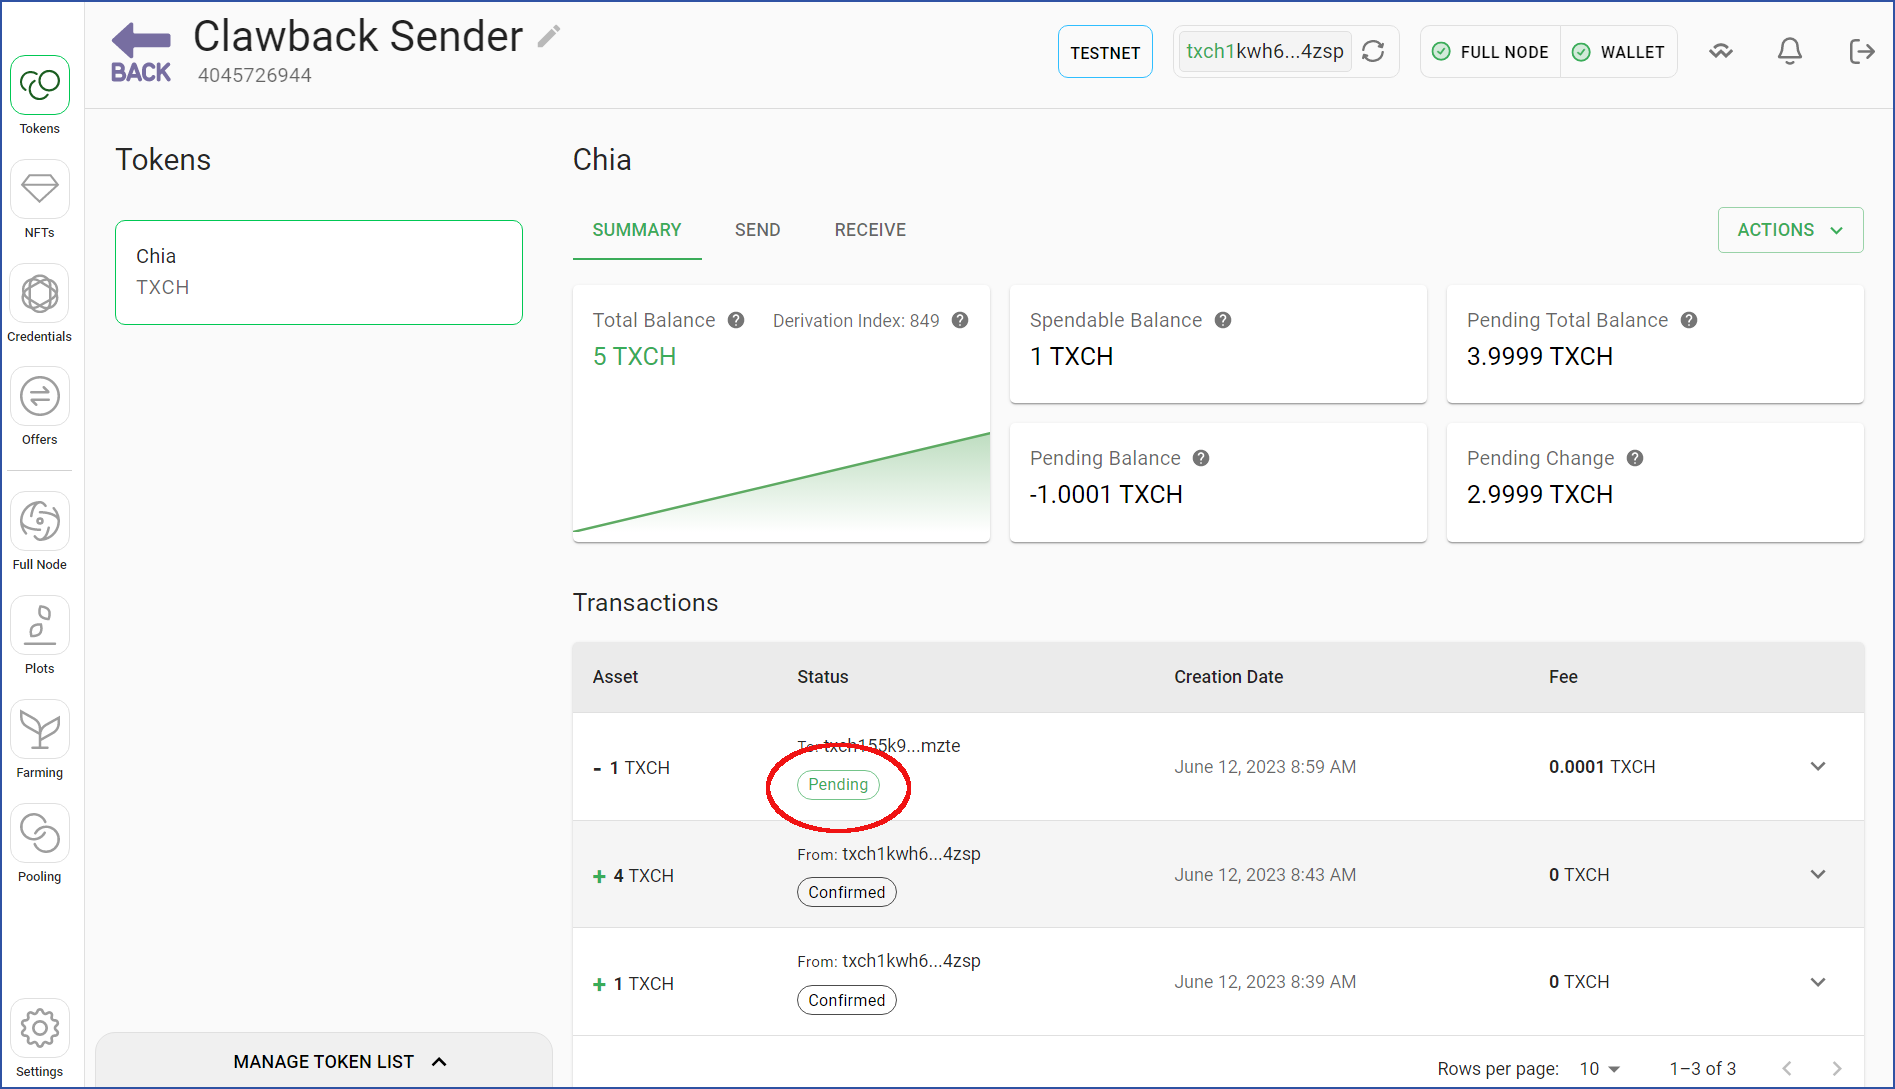 Clawback Sender
BACK
4045726944
TESTNET
txch1kwh6...4zsp
FULL NODE
WALLET
Tokens
NFTs
Credentials
Offers
Full Node
Plots
Farming
Pooling
Settings
Tokens
Chia
TXCH
MANAGE TOKEN LIST
Chia
SUMMARY
SEND
RECEIVE
ACTIONS
Total Balance
Derivation Index: 849
5 TXCH
Spendable Balance
1 TXCH
Pending Total Balance
3.9999 TXCH
Pending Balance
-1.0001 TXCH
Pending Change
2.9999 TXCH
Transactions
Asset Status Creation Date Fee
To: txch155k9...mzte
- 1 TXCH June 12, 2023 8:59 AM 0.0001 TXCH
Pending
From: txch1kwh6...4zsp
+ 4 TXCH June 12, 2023 8:43 AM 0 TXCH
Confirmed
From: txch1kwh6...4zsp
+ 1 TXCH June 12, 2023 8:39 AM 0 TXCH
Confirmed
Rows per page: 10 1–3 of 3